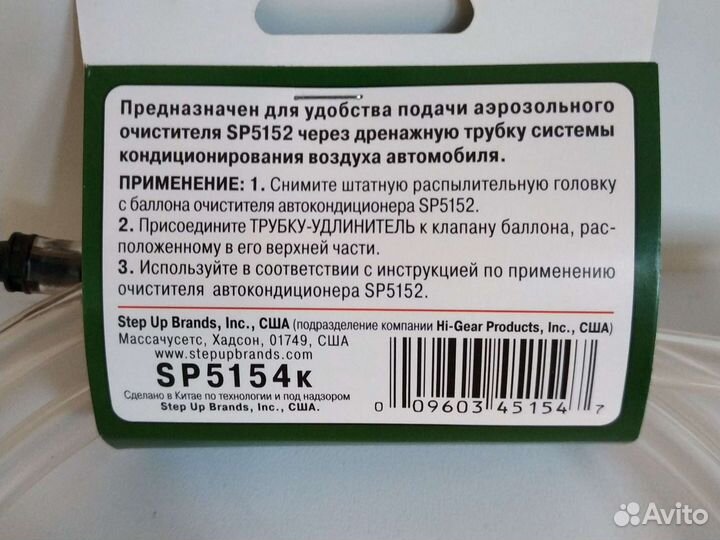 Предназначен для удобства подачи аэрозольного
очистителя SP5152 через дренажную трубку системы
кондиционирования воздуха автомобиля.
ПРИМЕНЕНИЕ: 1. Снимите штатную распылительную головку
с баллона очистителя автокондиционера SP5152.
2. Присоедините ТРУБКУ-УДЛИНИТЕЛЬ к клапану баллона, рас-
положенному в его верхней части.
3. Используйте в соответствии с инструкцией по применению
очистителя автокондиционера SP5152.
Step Up Brands, Inc., США (подразделение компании Hi-Gear Products, Inc., США)
Массачусетс, Хадсон, 01749, США
www.stepupbrands.com
SP5154к
Сделано в Китае по технологии и под надзором
Step Up Brands, Inc., США.
0 09603 45154 7
Avito